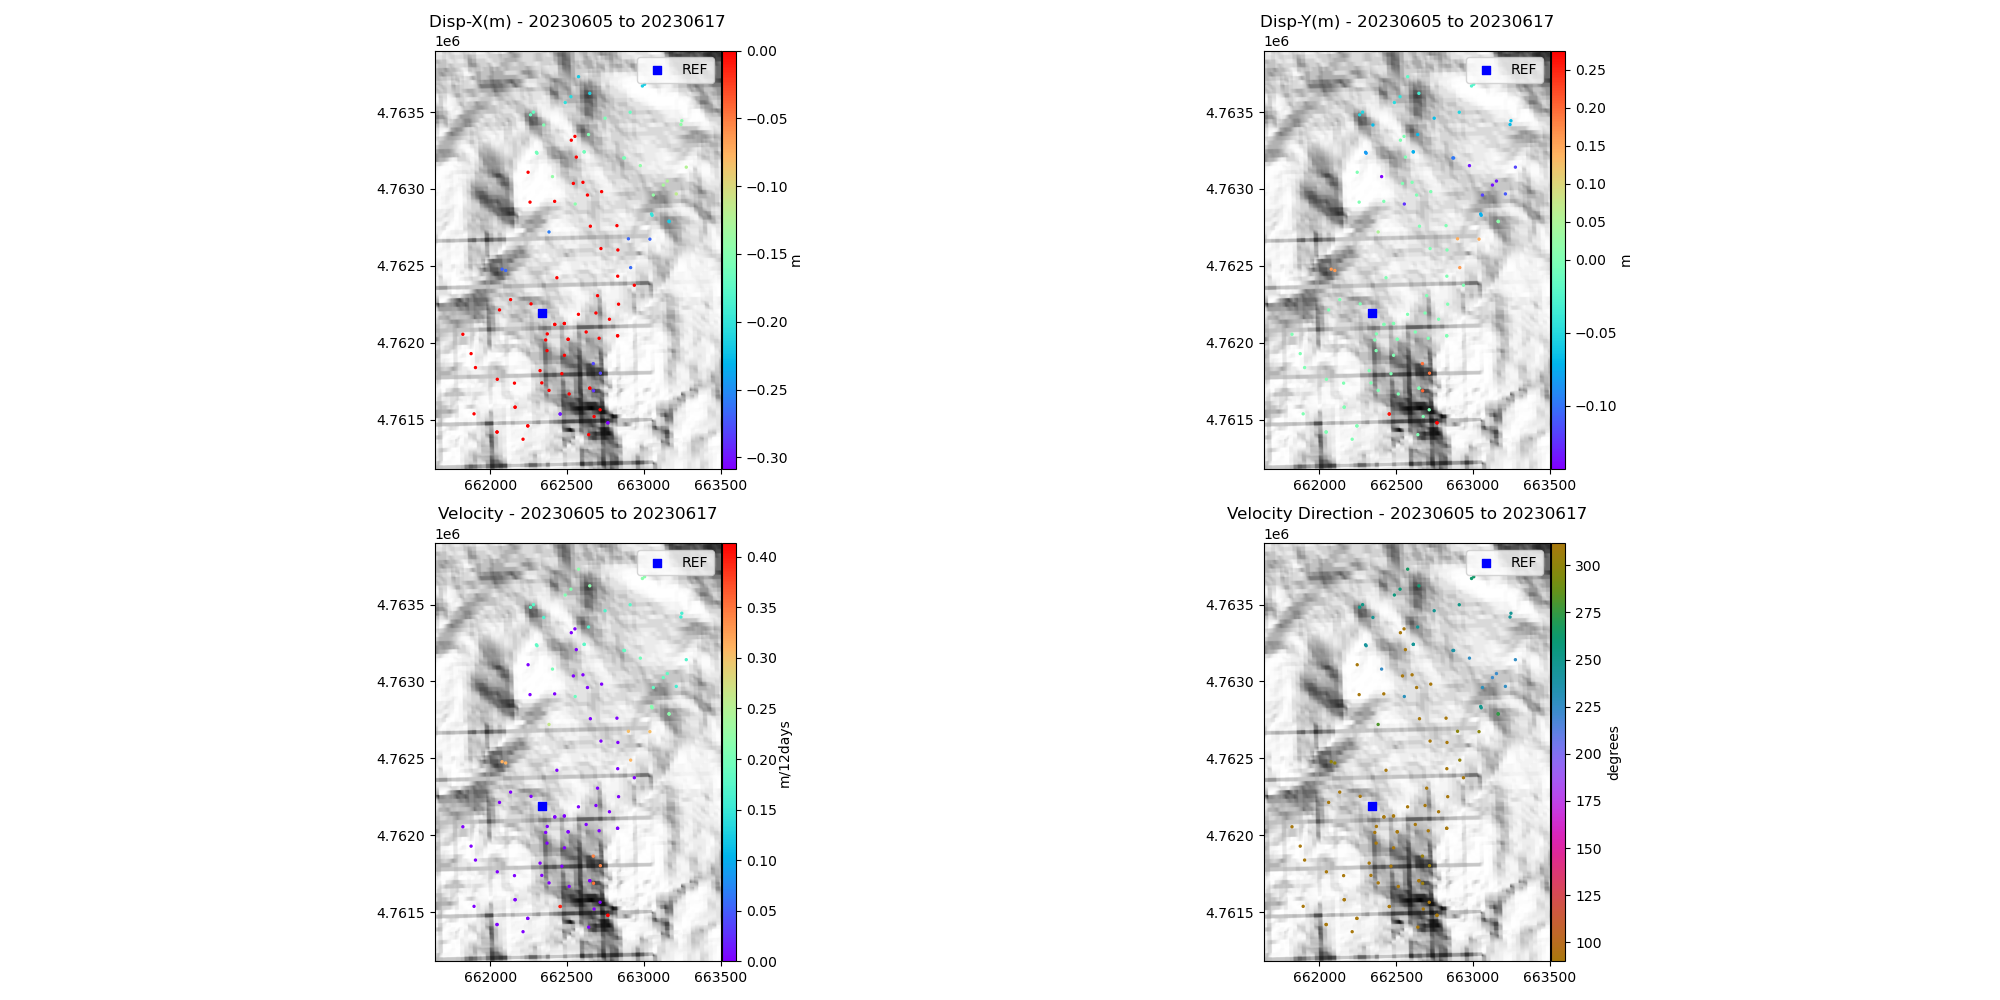 Disp-X(m) - 20230605 to 20230617
1e6
REF
4.7635
4.7630
4.7625
4.7620
4.7615
662000 662500 663000 663500
0.00
−0.05
−0.10
−0.15
−0.20
−0.25
−0.30
m
Disp-Y(m) - 20230605 to 20230617
1e6
REF
4.7635
4.7630
4.7625
4.7620
4.7615
662000 662500 663000 663500
0.25
0.20
0.15
0.10
0.05
0.00
−0.05
−0.10
m
Velocity - 20230605 to 20230617
1e6
REF
4.7635
4.7630
4.7625
4.7620
4.7615
662000 662500 663000 663500
0.40
0.35
0.30
0.25
0.20
0.15
0.10
0.05
0.00
m/12days
Velocity Direction - 20230605 to 20230617
1e6
REF
4.7635
4.7630
4.7625
4.7620
4.7615
662000 662500 663000 663500
300
275
250
225
200
175
150
125
100
degrees